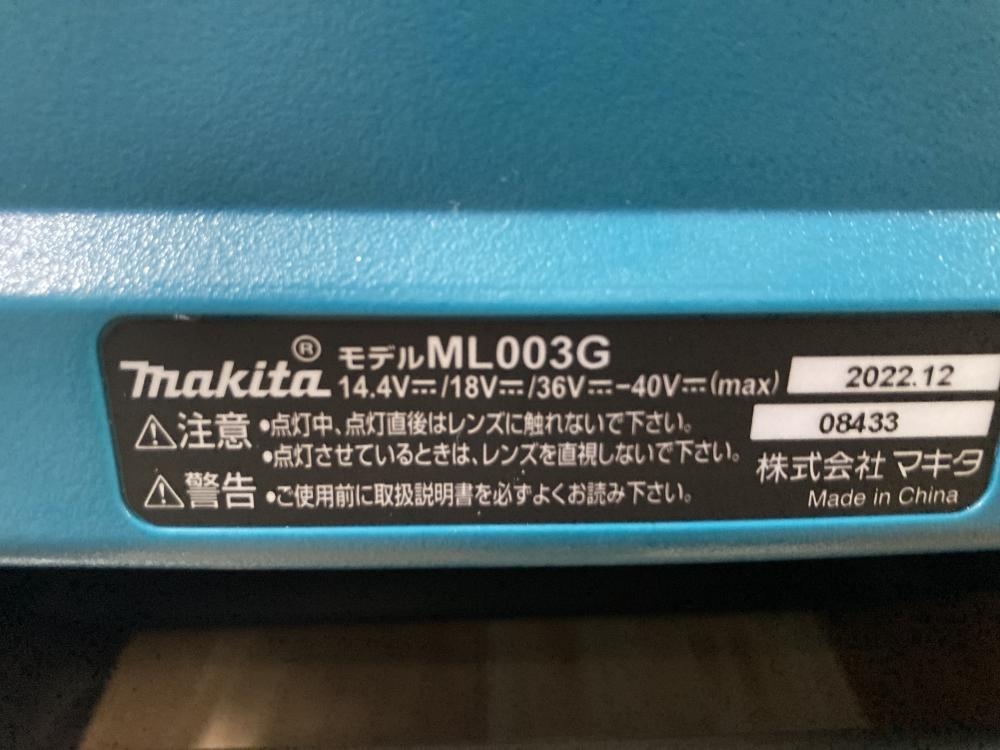 makita® モデルML003G
14.4V⎓/18V⎓/36V⎓-40V⎓(max)
2022.12
08433
⚠注意 •点灯中、点灯直後はレンズに触れないで下さい。
•点灯させているときは、レンズを直視しないで下さい。
⚠警告 •ご使用前に取扱説明書を必ずよくお読み下さい。
株式会社 マキタ
Made in China